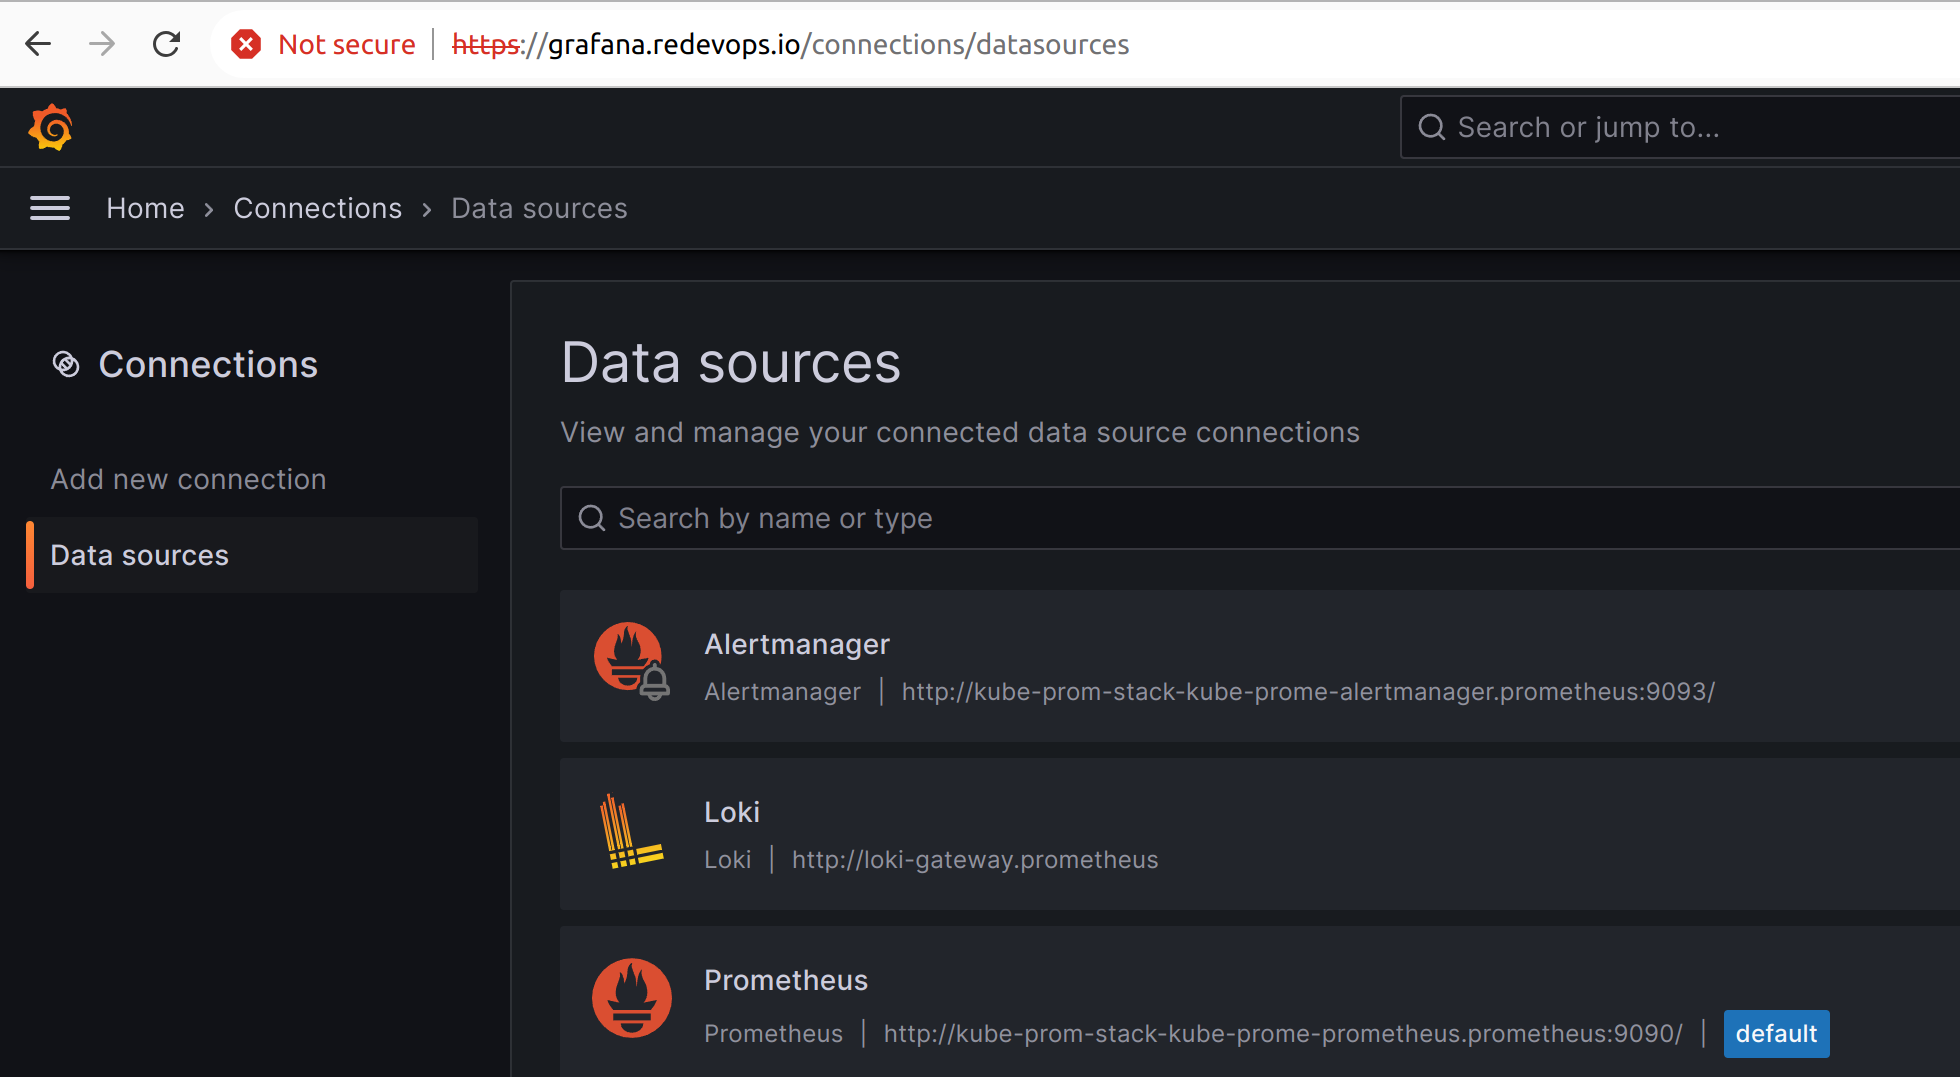 Not secure | https://grafana.redevops.io/connections/datasources
Search or jump to...
Home › Connections › Data sources
Connections
Add new connection
Data sources
Data sources
View and manage your connected data source connections
Search by name or type
Alertmanager
Alertmanager | http://kube-prom-stack-kube-prome-alertmanager.prometheus:9093/
Loki
Loki | http://loki-gateway.prometheus
Prometheus
Prometheus | http://kube-prom-stack-kube-prome-prometheus.prometheus:9090/ | default